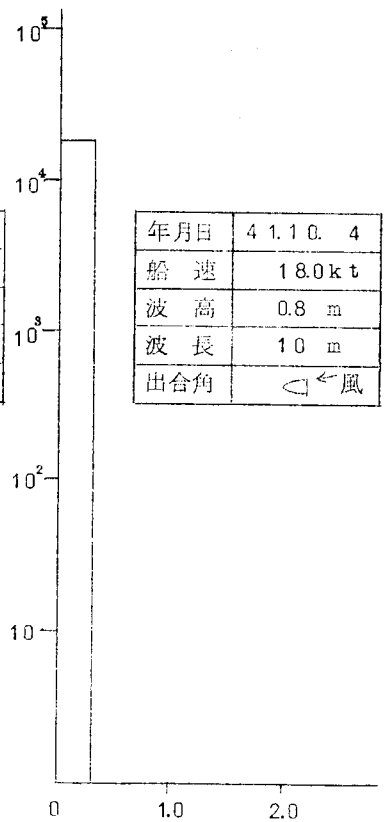 10⁵
10⁴
10³
10²
10
0 1.0 2.0
年月日 41.10. 4
船速 18.0kt
波高 0.8 m
波長 10 m
出合角 ←風